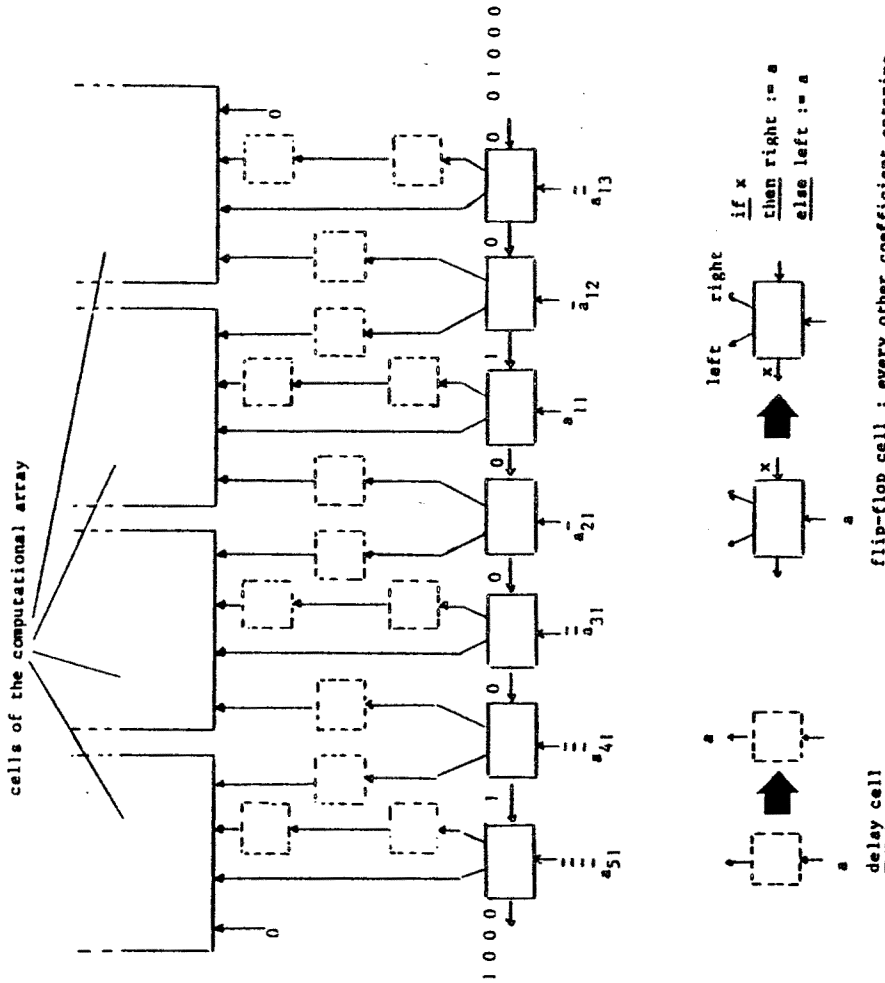 cells of the computational array
0 0
1 0 0 0 1 0 0 0 1 0 0 0 1 0 0 0
a51 a41 a31 a21 a11 a12 a13
a a
delay cell
x
a
left right
x
if x
then right := a
else left := a
flip-flop cell : every other coefficient entering